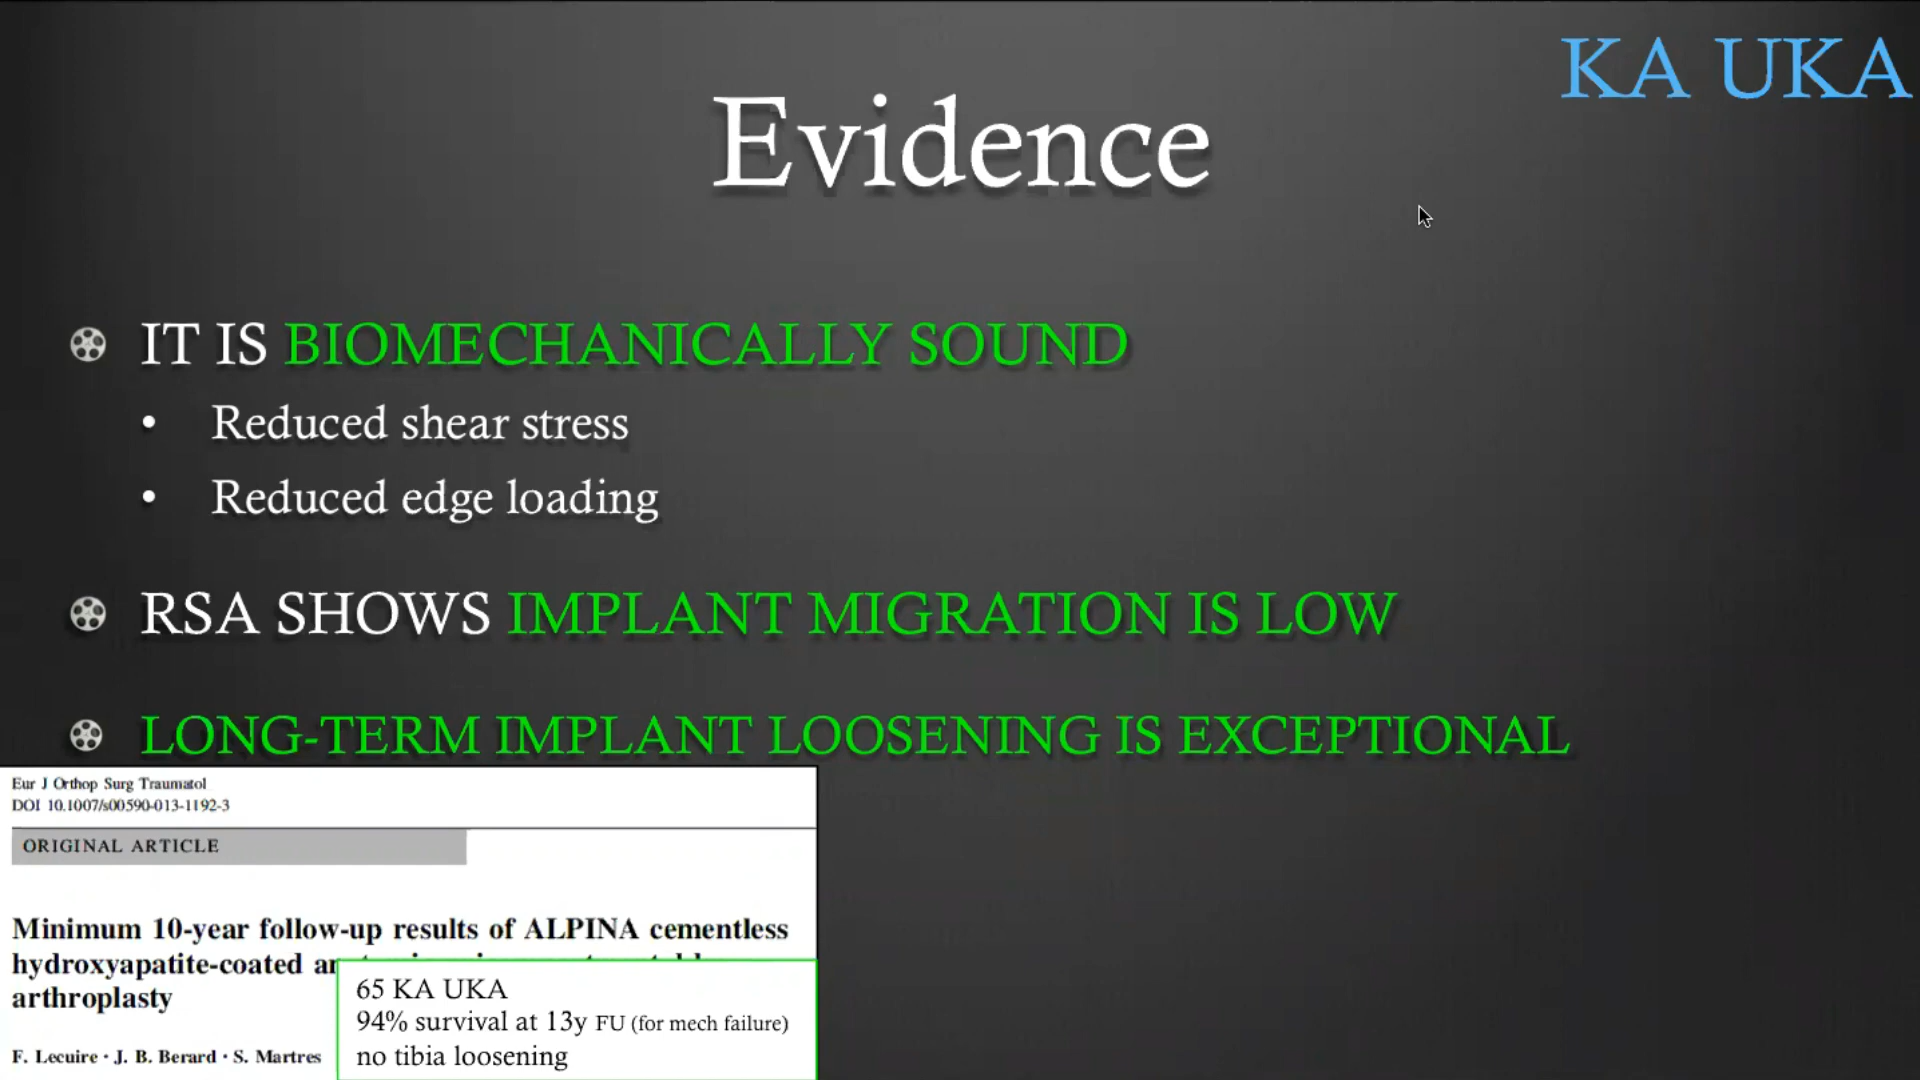 KA UKA
Evidence
IT IS BIOMECHANICALLY SOUND
• Reduced shear stress
• Reduced edge loading
RSA SHOWS IMPLANT MIGRATION IS LOW
LONG-TERM IMPLANT LOOSENING IS EXCEPTIONAL
Eur J Orthop Surg Traumatol
DOI 10.1007/s00590-013-1192-3
ORIGINAL ARTICLE
Minimum 10-year follow-up results of ALPINA cementless
hydroxyapatite-coated
arthroplasty
F. Lecuire · J. B. Berard · S. Martres
65 KA UKA
94% survival at 13y FU (for mech failure)
no tibia loosening